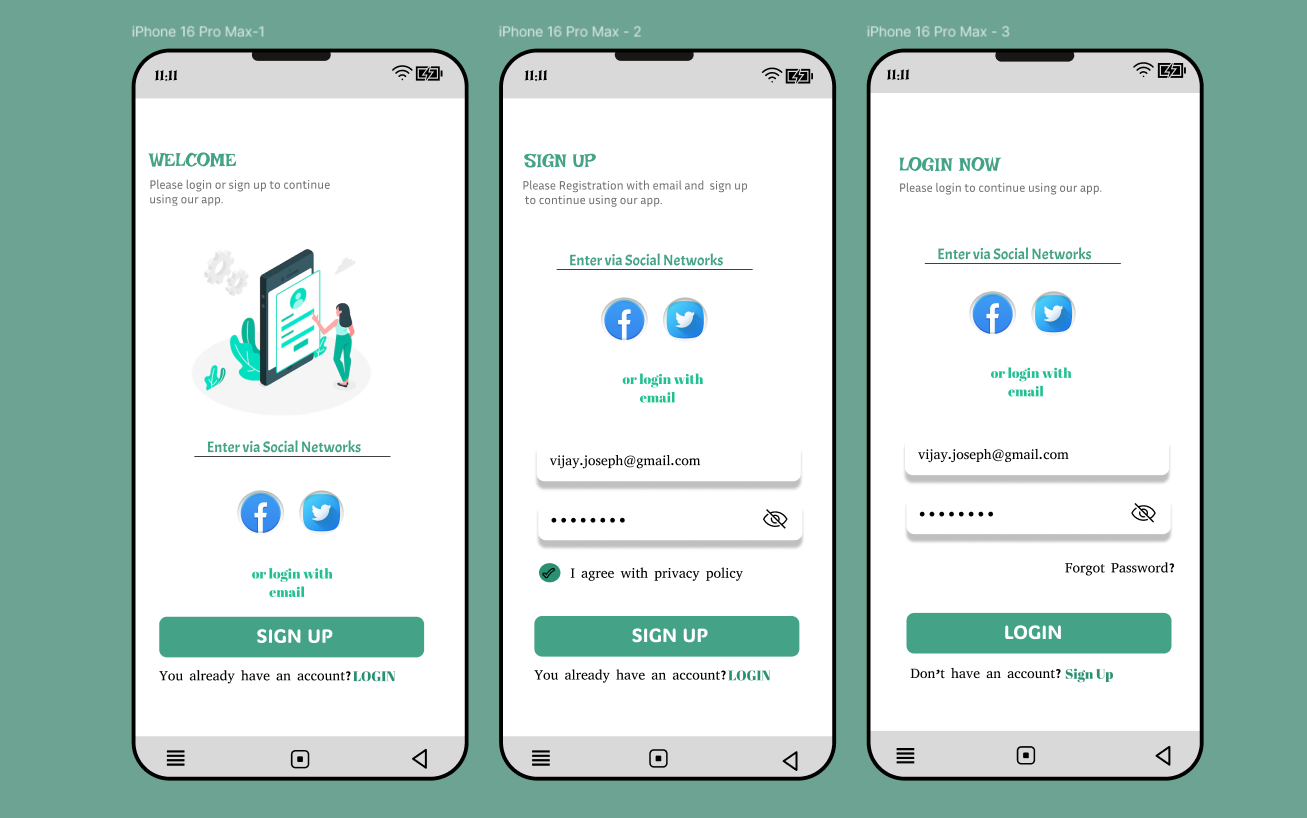 iPhone 16 Pro Max-1
11:11
WELCOME
Please login or sign up to continue
using our app.
Enter via Social Networks
or login with
email
SIGN UP
You already have an account? LOGIN
iPhone 16 Pro Max - 2
11:11
SIGN UP
Please Registration with email and sign up
to continue using our app.
Enter via Social Networks
or login with
email
vijay.joseph@gmail.com
••••••••
I agree with privacy policy
SIGN UP
You already have an account? LOGIN
iPhone 16 Pro Max - 3
11:11
LOGIN NOW
Please login to continue using our app.
Enter via Social Networks
or login with
email
vijay.joseph@gmail.com
••••••••
Forgot Password?
LOGIN
Don't have an account? Sign Up